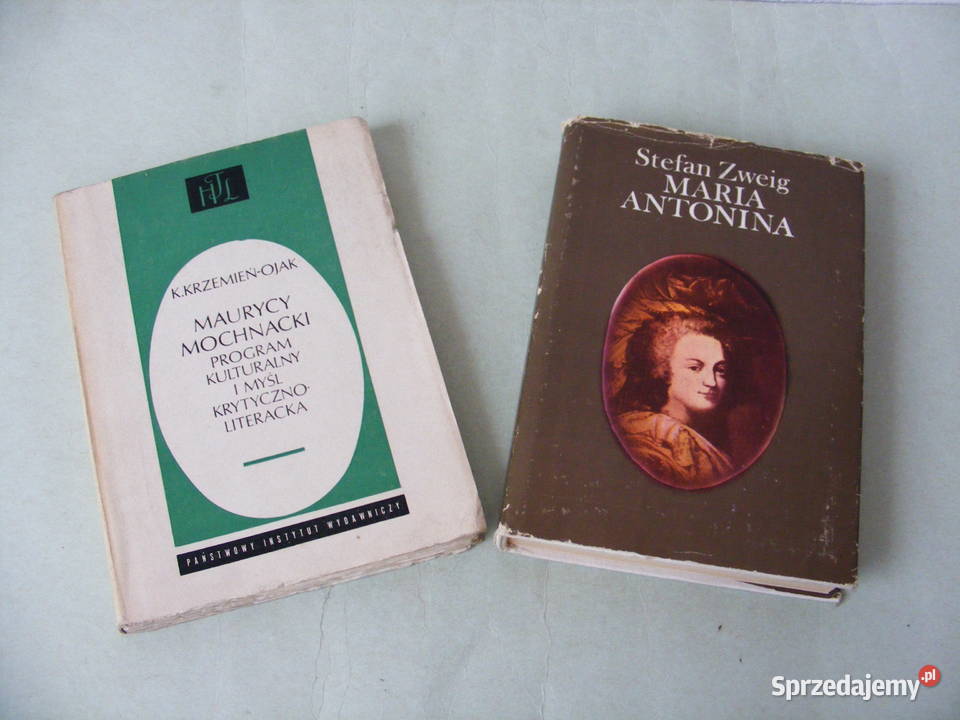 HTL
K.KRZEMIEŃ-OJAK
MAURYCY
MOCHNACKI
PROGRAM
KULTURALNY
I MYŚL
KRYTYCZNO-
LITERACKA
PAŃSTWOWY INSTYTUT WYDAWNICZY
Stefan Zweig
MARIA
ANTONINA
Sprzedajemy.pl